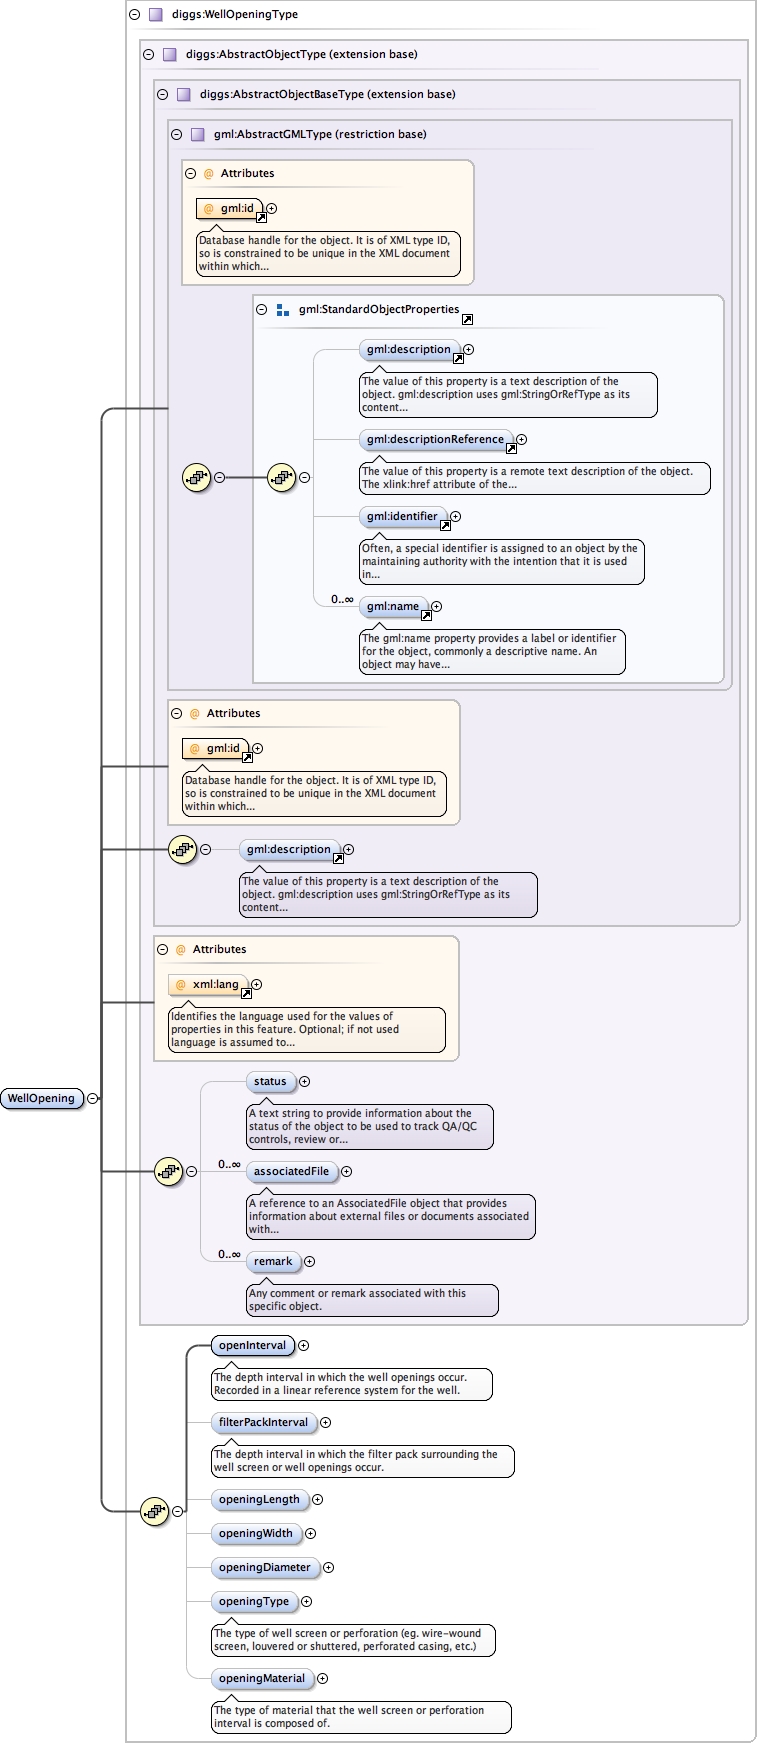 diggs:WellOpeningType
diggs:AbstractObjectType (extension base)
diggs:AbstractObjectBaseType (extension base)
gml:AbstractGMLType (restriction base)
@ Attributes
@ gml:id
Database handle for the object. It is of XML type ID,
so is constrained to be unique in the XML document
within which...
gml:StandardObjectProperties
gml:description
The value of this property is a text description of the
object. gml:description uses gml:StringOrRefType as its
content...
gml:descriptionReference
The value of this property is a remote text description of the object.
The xlink:href attribute of the...
gml:identifier
Often, a special identifier is assigned to an object by the
maintaining authority with the intention that it is used
in...
0..∞
gml:name
The gml:name property provides a label or identifier
for the object, commonly a descriptive name. An
object may have...
@ Attributes
@ gml:id
Database handle for the object. It is of XML type ID,
so is constrained to be unique in the XML document
within which...
gml:description
The value of this property is a text description of the
object. gml:description uses gml:StringOrRefType as its
content...
@ Attributes
@ xml:lang
Identifies the language used for the values of
properties in this feature. Optional; if not used
language is assumed to...
WellOpening
status
A text string to provide information about the
status of the object to be used to track QA/QC
controls, review or...
0..∞
associatedFile
A reference to an AssociatedFile object that provides
information about external files or documents associated
with...
0..∞
remark
Any comment or remark associated with this
specific object.
openInterval
The depth interval in which the well openings occur.
Recorded in a linear reference system for the well.
filterPackInterval
The depth interval in which the filter pack surrounding the
well screen or well openings occur.
openingLength
openingWidth
openingDiameter
openingType
The type of well screen or perforation (eg. wire-wound
screen, louvered or shuttered, perforated casing, etc.)
openingMaterial
The type of material that the well screen or perforation
interval is composed of.